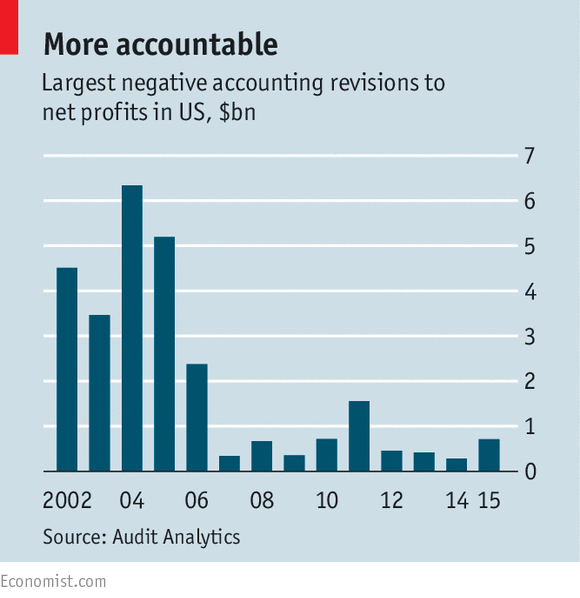 More accountable
Largest negative accounting revisions to
net profits in US, $bn
7
6
5
4
3
2
1
0
2002 04 06 08 10 12 14 15
Source: Audit Analytics
Economist.com